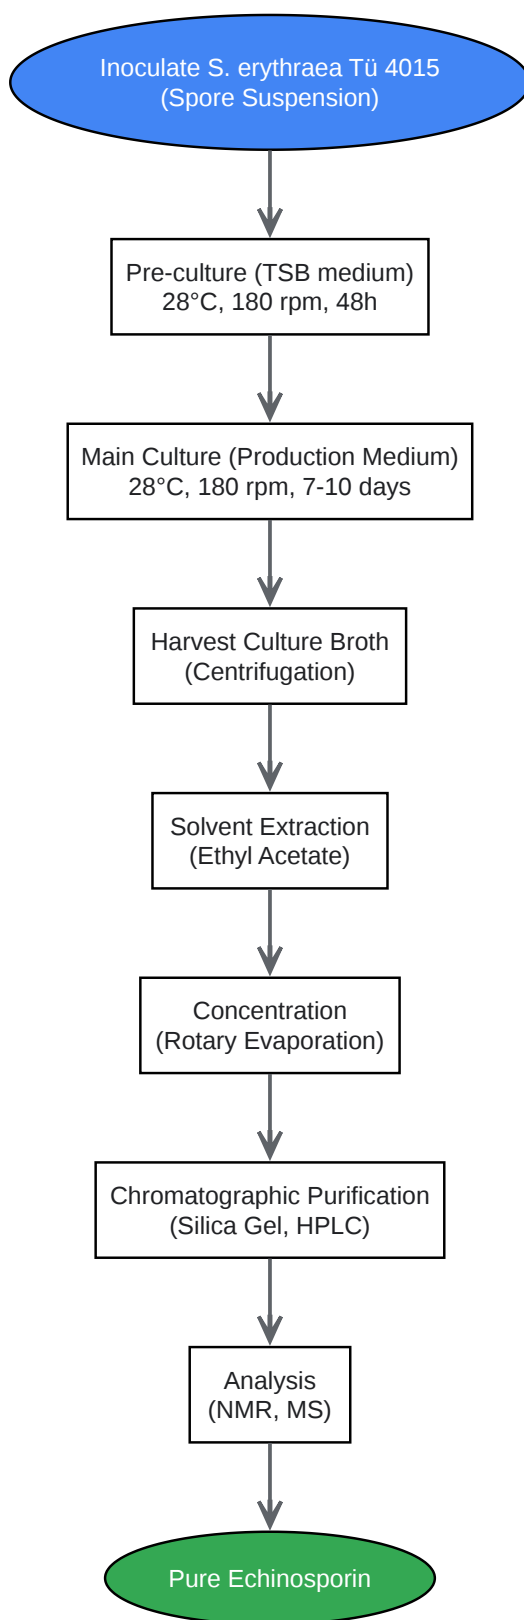 Inoculate S. erythraea Tü 4015
(Spore Suspension)
Pre-culture (TSB medium)
28°C, 180 rpm, 48h
Main Culture (Production Medium)
28°C, 180 rpm, 7-10 days
Harvest Culture Broth
(Centrifugation)
Solvent Extraction
(Ethyl Acetate)
Concentration
(Rotary Evaporation)
Chromatographic Purification
(Silica Gel, HPLC)
Analysis
(NMR, MS)
Pure Echinosporin